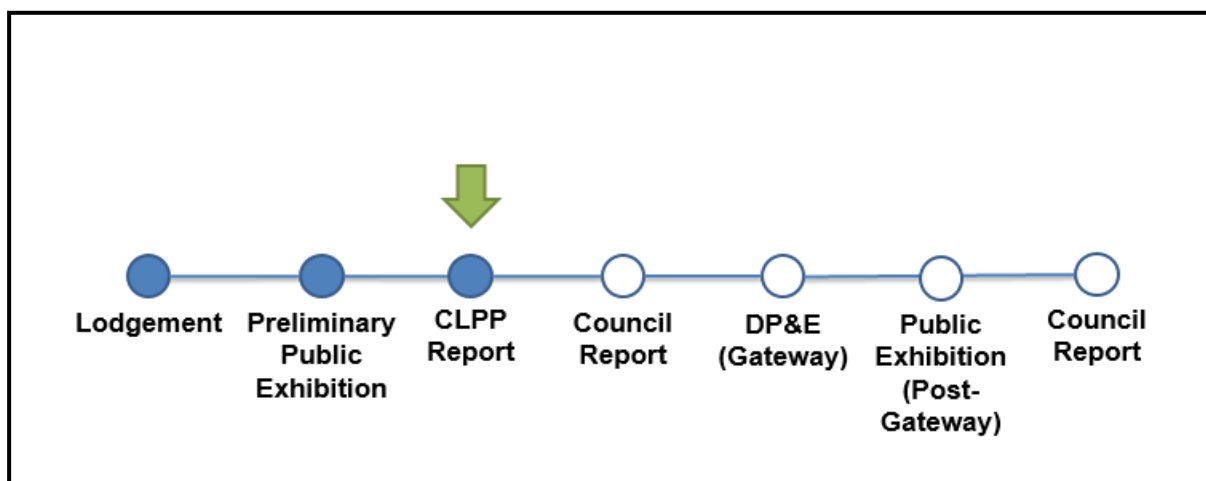 Lodgement
Preliminary
Public
Exhibition
CLPP
Report
Council
Report
DP&E
(Gateway)
Public
Exhibition
(Post-
Gateway)
Council
Report